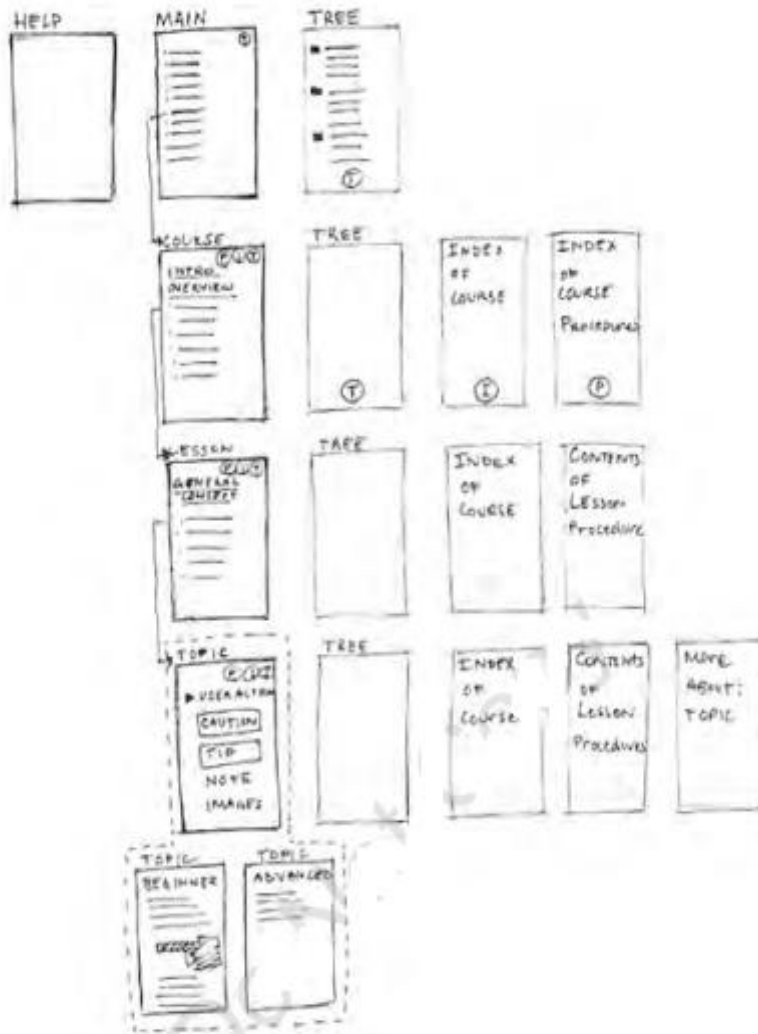 HELP
MAIN
TREE
COURSE
INTRO
OVERVIEW
TREE
T
INDEX
OF
COURSE
I
INDEX
OF
COURSE
PROCEDURES
P
LESSON
GENERAL
CONCEPT
TREE
INDEX
OF
COURSE
CONTENTS
OF
LESSON
PROCEDURE
TOPIC
USER ACTION
CAUTION
TIP
NOTE
IMAGES
TREE
INDEX
OF
COURSE
CONTENTS
OF
LESSON
PROCEDURES
MORE
ABOUT:
TOPIC
TOPIC
BEGINNER
TOPIC
ADVANCED